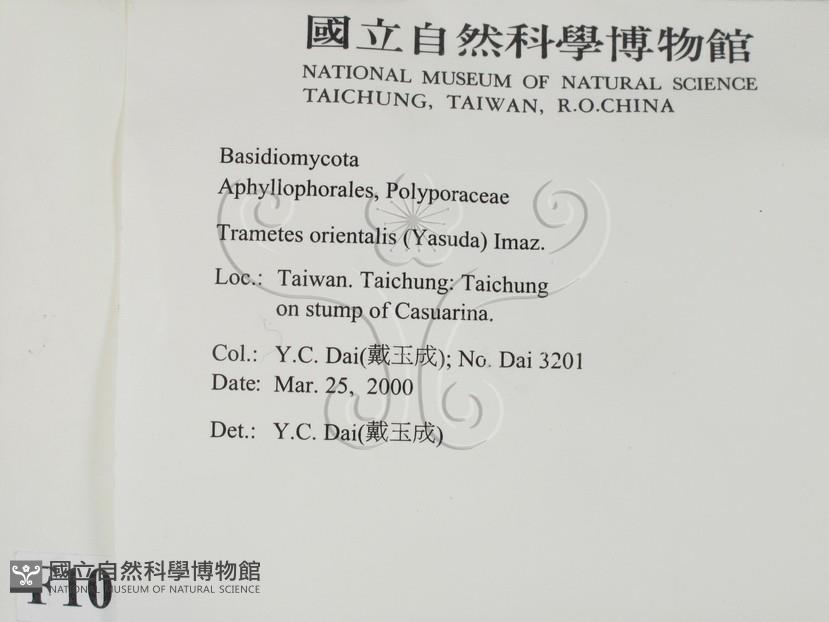 國立自然科學博物館
NATIONAL MUSEUM OF NATURAL SCIENCE
TAICHUNG, TAIWAN, R.O.CHINA
Basidiomycota
Aphyllophorales, Polyporaceae
Trametes orientalis (Yasuda) Imaz.
Loc.: Taiwan. Taichung: Taichung
on stump of Casuarina.
Col.: Y.C. Dai(戴玉成); No. Dai 3201
Date: Mar. 25, 2000
Det.: Y.C. Dai(戴玉成)
國立自然科學博物館
NATIONAL MUSEUM OF NATURAL SCIENCE
F10